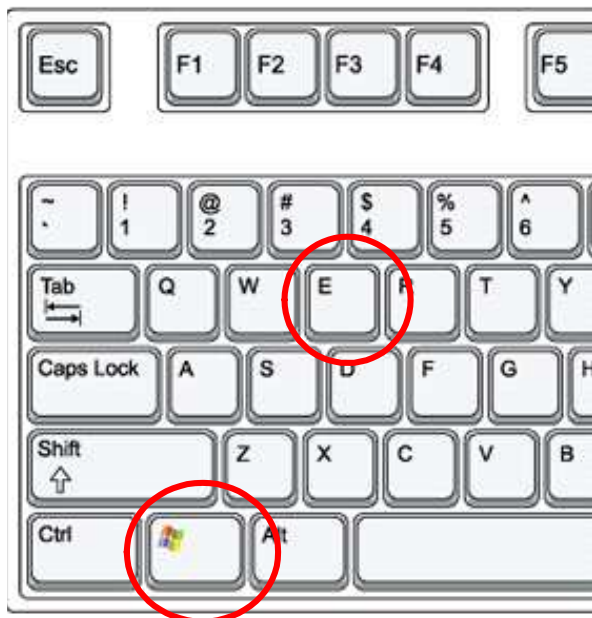 Esc F1 F2 F3 F4 F5
~ ! @ # $ % ^
` 1 2 3 4 5 6
Tab Q W E R T Y
Caps Lock A S D F G H
Shift Z X C V B
Ctrl Alt